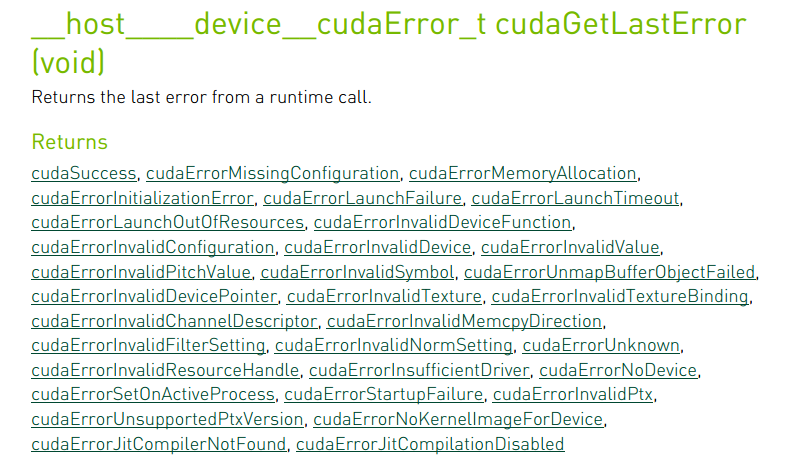 __host____device__cudaError_t cudaGetLastError
(void)
Returns the last error from a runtime call.
Returns
cudaSuccess, cudaErrorMissingConfiguration, cudaErrorMemoryAllocation,
cudaErrorInitializationError, cudaErrorLaunchFailure, cudaErrorLaunchTimeout,
cudaErrorLaunchOutOfResources, cudaErrorInvalidDeviceFunction,
cudaErrorInvalidConfiguration, cudaErrorInvalidDevice, cudaErrorInvalidValue,
cudaErrorInvalidPitchValue, cudaErrorInvalidSymbol, cudaErrorUnmapBufferObjectFailed,
cudaErrorInvalidDevicePointer, cudaErrorInvalidTexture, cudaErrorInvalidTextureBinding,
cudaErrorInvalidChannelDescriptor, cudaErrorInvalidMemcpyDirection,
cudaErrorInvalidFilterSetting, cudaErrorInvalidNormSetting, cudaErrorUnknown,
cudaErrorInvalidResourceHandle, cudaErrorInsufficientDriver, cudaErrorNoDevice,
cudaErrorSetOnActiveProcess, cudaErrorStartupFailure, cudaErrorInvalidPtx,
cudaErrorUnsupportedPtxVersion, cudaErrorNoKernelImageForDevice,
cudaErrorJitCompilerNotFound, cudaErrorJitCompilationDisabled